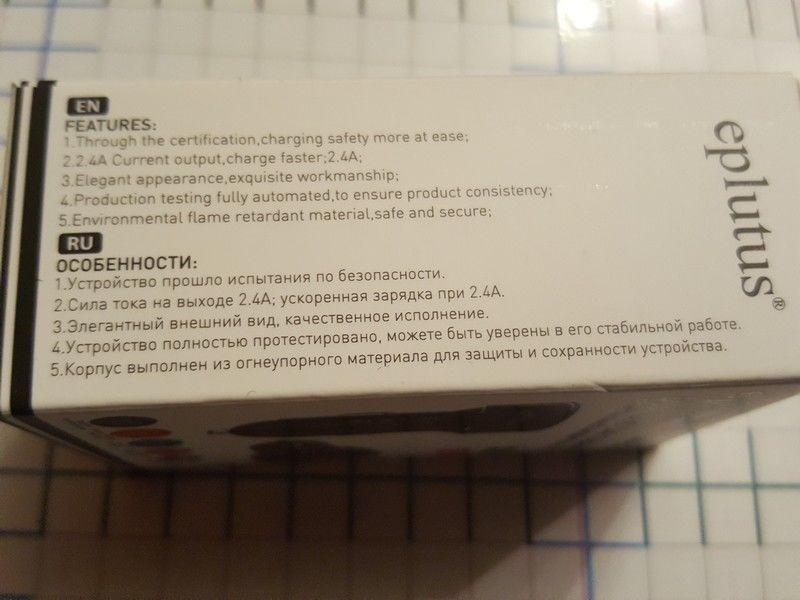 EN
FEATURES:
1.Through the certification,charging safety more at ease;
2.2.4A Current output,charge faster;2.4A;
3.Elegant appearance,exquisite workmanship;
4.Production testing fully automated,to ensure product consistency;
5.Environmental flame retardant material,safe and secure;
RU
ОСОБЕННОСТИ:
1.Устройство прошло испытания по безопасности.
2.Сила тока на выходе 2.4А; ускоренная зарядка при 2.4А.
3.Элегантный внешний вид, качественное исполнение.
4.Устройство полностью протестировано, можете быть уверены в его стабильной работе.
5.Корпус выполнен из огнеупорного материала для защиты и сохранности устройства.
eplutus®